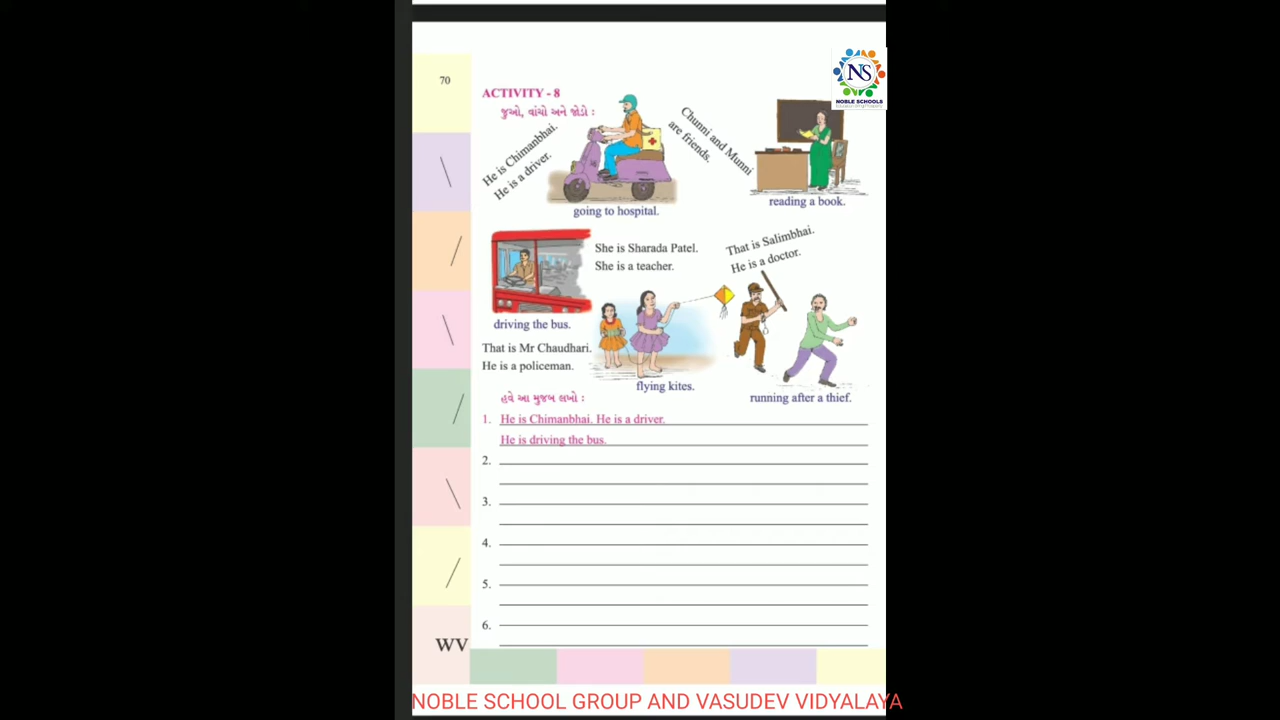 70
NS
NOBLE SCHOOLS
ACTIVITY - 8
જુઓ, વાંચો અને જોડો :
He is Chimanbhai.
He is a driver.
going to hospital.
Chunni and Munni
are friends.
reading a book.
She is Sharada Patel.
She is a teacher.
That is Salimbhai.
He is a doctor.
driving the bus.
That is Mr Chaudhari.
He is a policeman.
flying kites.
running after a thief.
હવે આ મુજબ લખો :
1. He is Chimanbhai. He is a driver.
He is driving the bus.
2.
3.
4.
5.
6.
WV
NOBLE SCHOOL GROUP AND VASUDEV VIDYALAYA